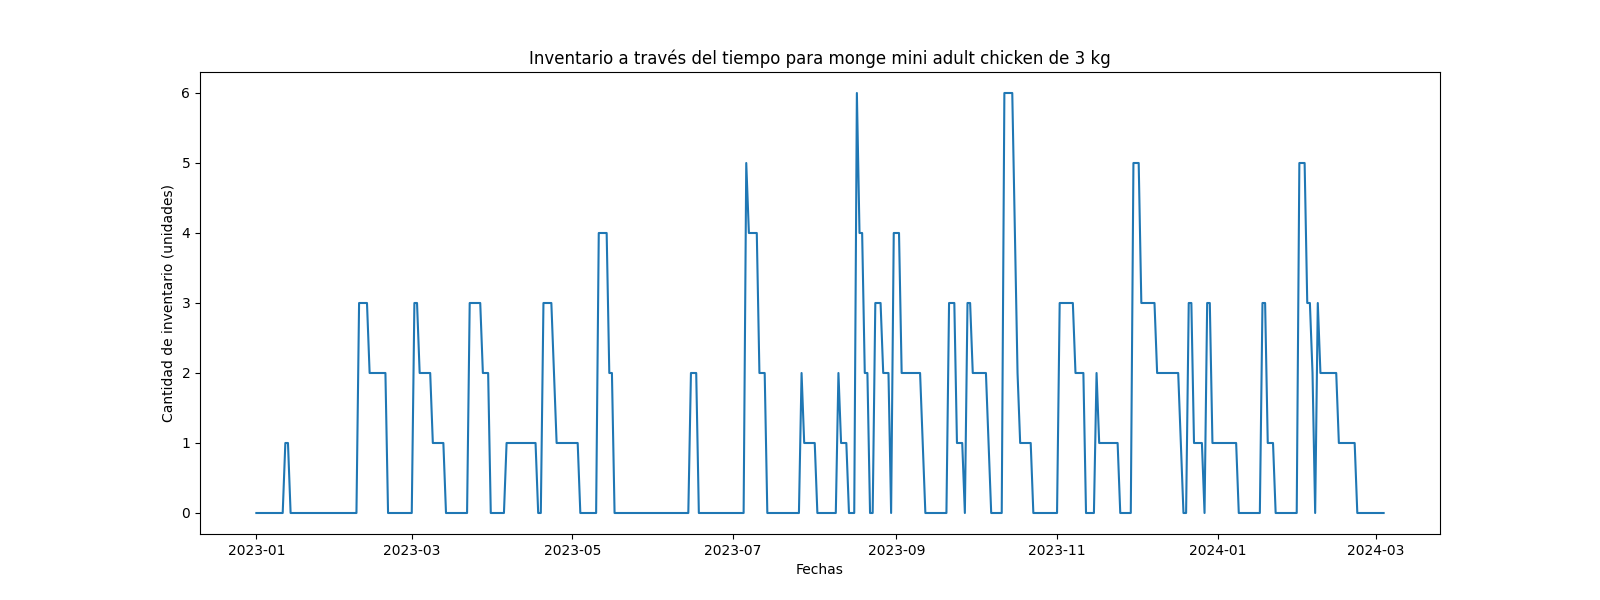 Inventario a través del tiempo para monge mini adult chicken de 3 kg
Cantidad de inventario (unidades)
6
5
4
3
2
1
0
2023-01 2023-03 2023-05 2023-07 2023-09 2023-11 2024-01 2024-03
Fechas